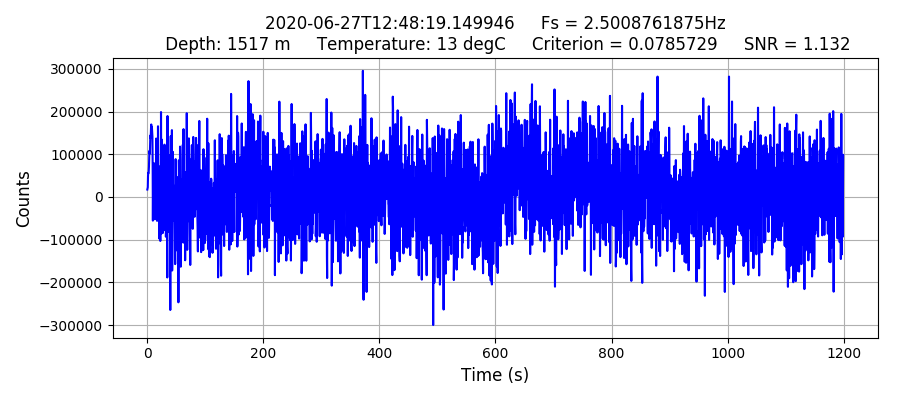 2020-06-27T12:48:19.149946 Fs = 2.5008761875Hz
Depth: 1517 m Temperature: 13 degC Criterion = 0.0785729 SNR = 1.132
300000
200000
100000
0
−100000
−200000
−300000
Counts
0 200 400 600 800 1000 1200
Time (s)